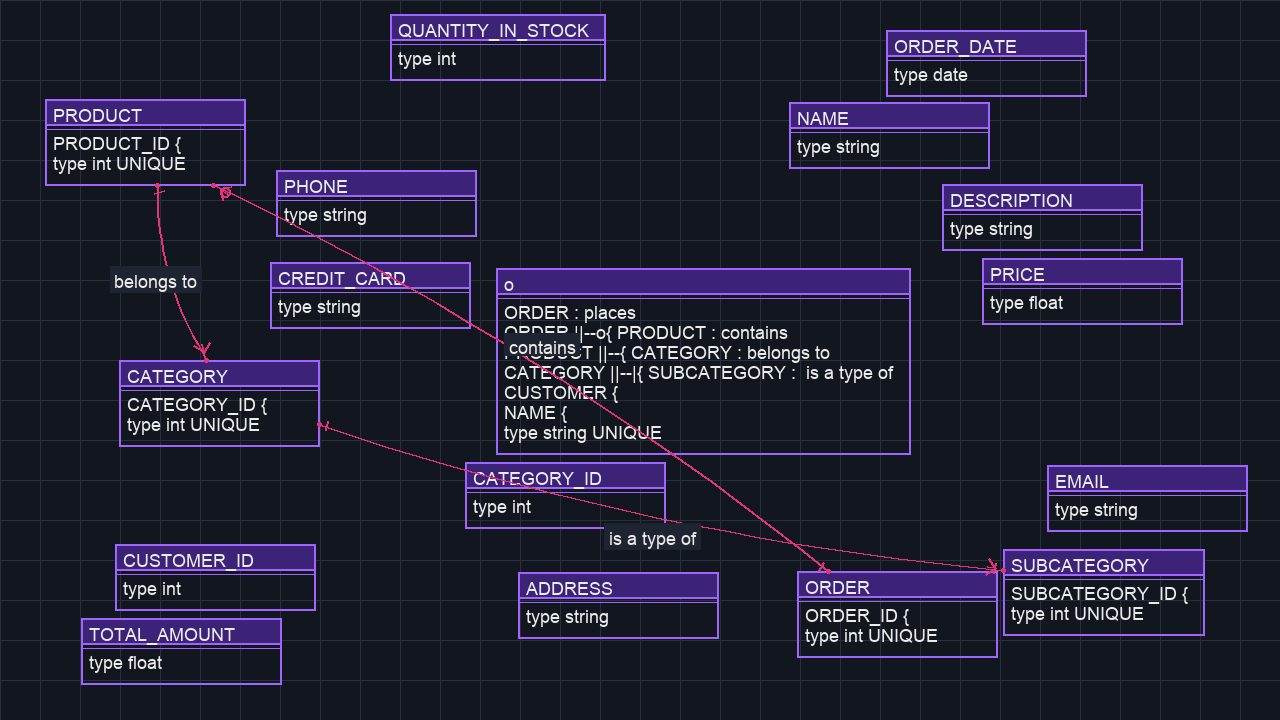 QUANTITY_IN_STOCK
type int
ORDER_DATE
type date
PRODUCT
PRODUCT_ID {
type int UNIQUE
NAME
type string
PHONE
type string
DESCRIPTION
type string
belongs to
CREDIT_CARD
type string
PRICE
type float
o
ORDER : places
ORDER ||--o{ PRODUCT : contains
contains
PRODUCT ||--{ CATEGORY : belongs to
CATEGORY ||--|{ SUBCATEGORY :  is a type of
CUSTOMER {
NAME {
type string UNIQUE
CATEGORY
CATEGORY_ID {
type int UNIQUE
CATEGORY_ID
type int
EMAIL
type string
is a type of
CUSTOMER_ID
type int
ADDRESS
type string
ORDER
ORDER_ID {
type int UNIQUE
SUBCATEGORY
SUBCATEGORY_ID {
type int UNIQUE
TOTAL_AMOUNT
type float